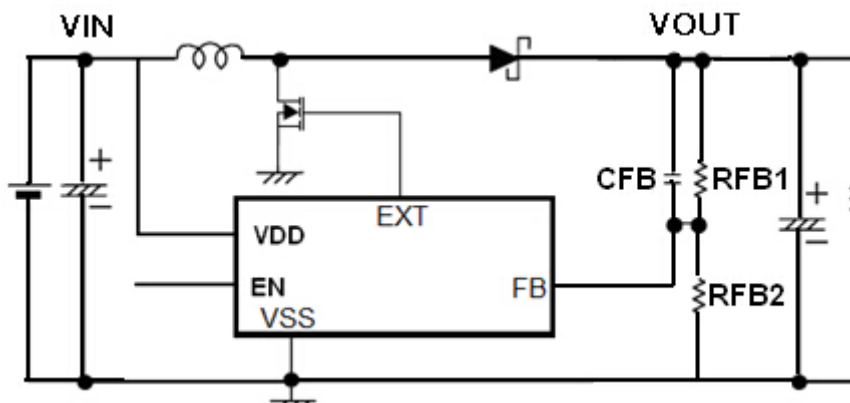 VIN
VOUT
+
-
CFB
RFB1
EXT
VDD
EN
FB
VSS
RFB2
+
-